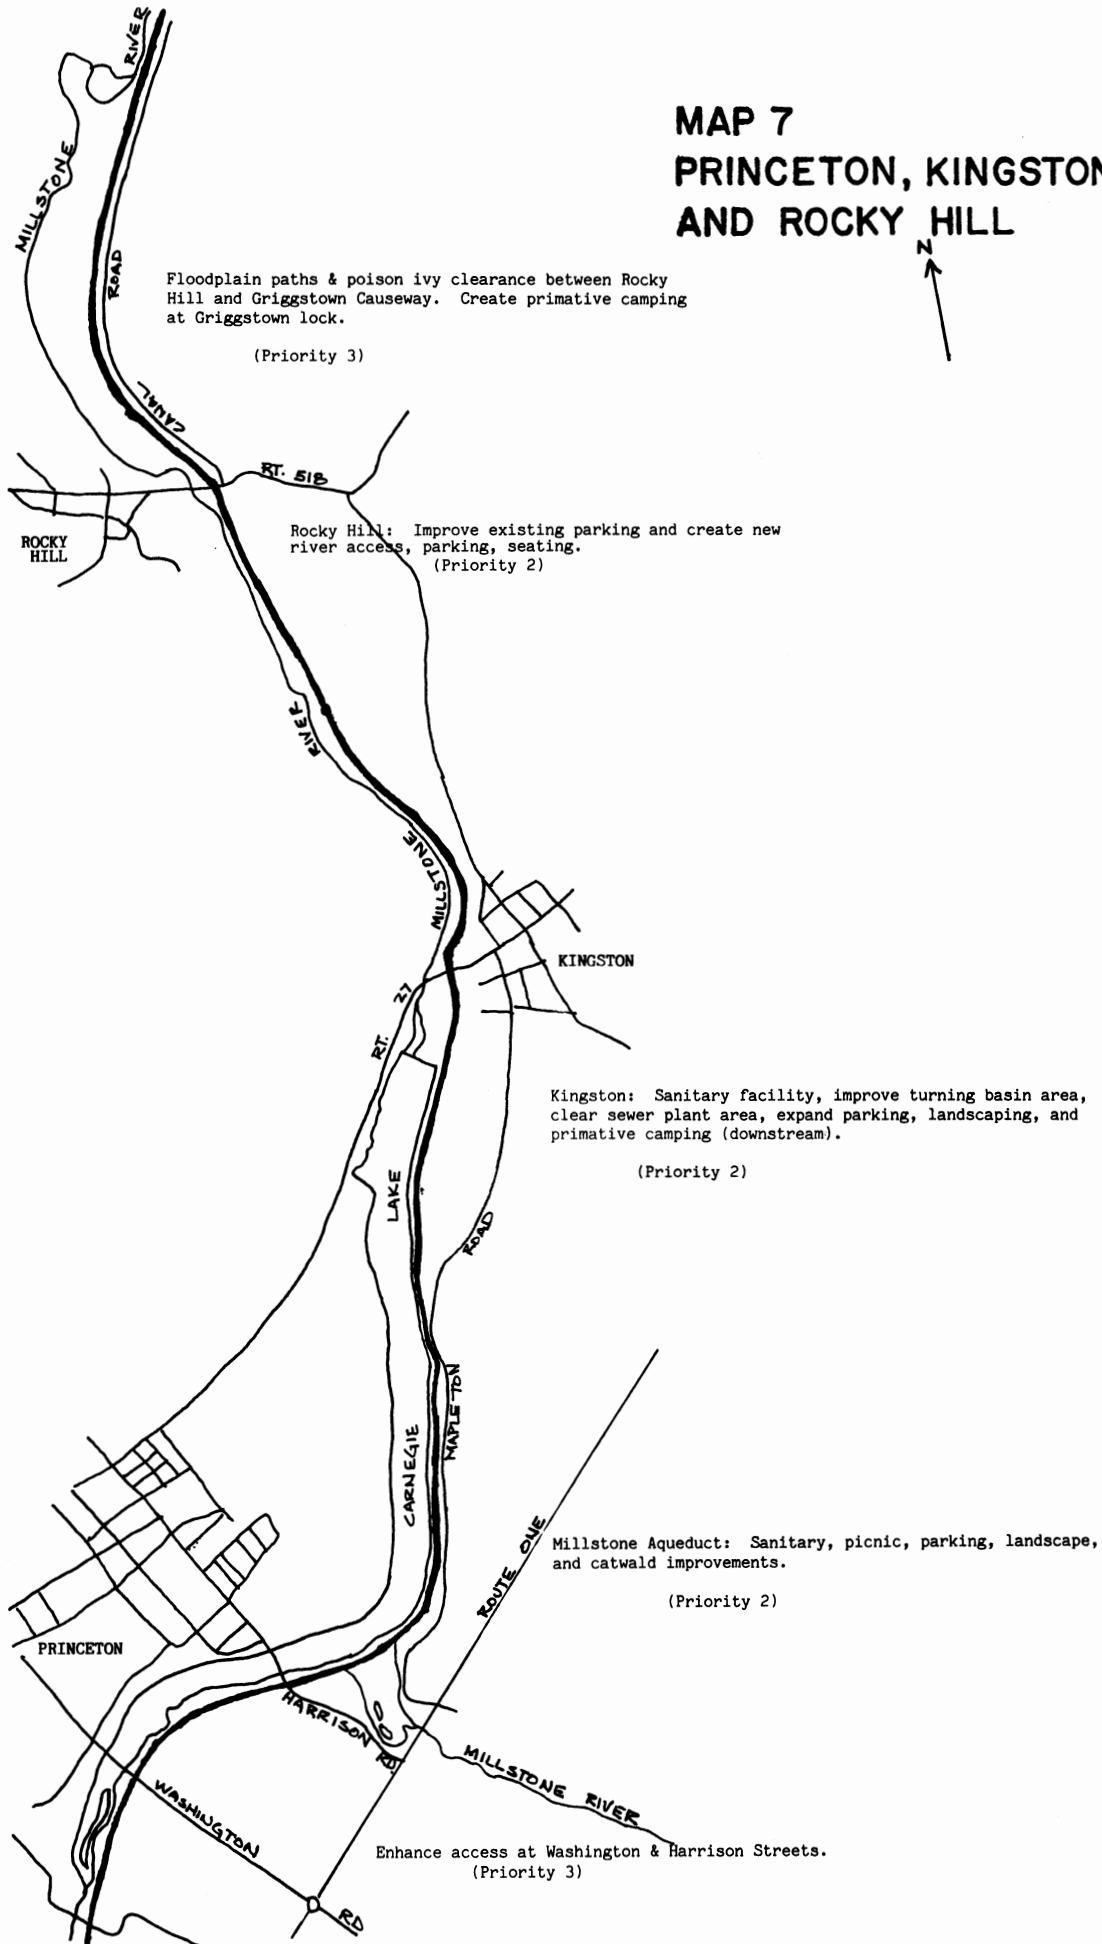 RIVER
MILLSTONE
MAP 7
PRINCETON, KINGSTON
AND ROCKY HILL
N
ROAD
Floodplain paths & poison ivy clearance between Rocky
Hill and Griggstown Causeway. Create primative camping
at Griggstown lock.
(Priority 3)
CANAL
RT. 518
ROCKY
HILL
Rocky Hill: Improve existing parking and create new
river access, parking, seating.
(Priority 2)
RIVER
MILLSTONE
KINGSTON
RT. 27
Kingston: Sanitary facility, improve turning basin area,
clear sewer plant area, expand parking, landscaping, and
primative camping (downstream).
(Priority 2)
LAKE
ROAD
MAPLETON
CARNEGIE
ROUTE ONE
Millstone Aqueduct: Sanitary, picnic, parking, landscape,
and catwald improvements.
(Priority 2)
PRINCETON
HARRISON RD.
MILLSTONE RIVER
WASHINGTON RD
Enhance access at Washington & Harrison Streets.
(Priority 3)